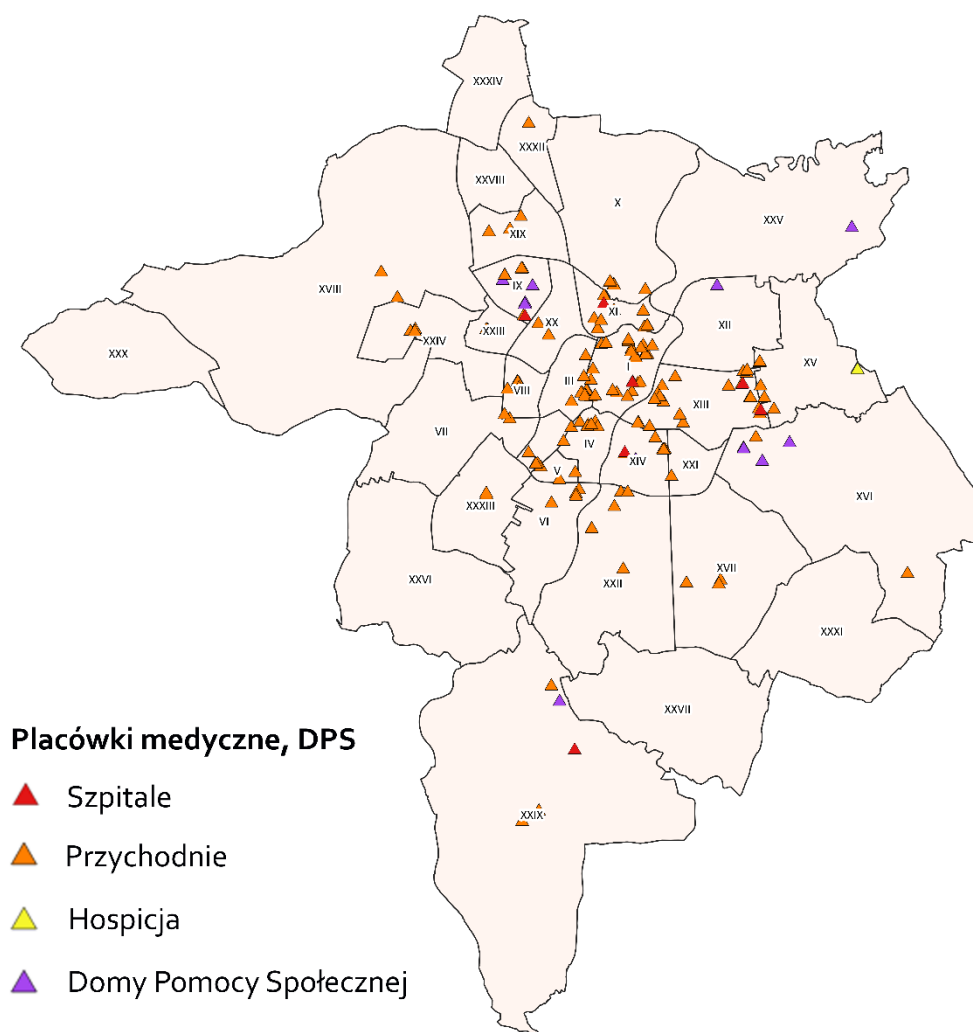 XXXIV
XXXII
XXVIII
X
XXV
XIX
IX
XVIII
XI
XII
XX
XXIII
XXIV
XXX
XV
I
III
VIII
XIII
VII
IV
XIV
XXI
V
XXXIII
VI
XVI
XXVI
XXII
XVII
XXXI
XXVII
XXIX
Placówki medyczne, DPS
Szpitale
Przychodnie
Hospicja
Domy Pomocy Społecznej